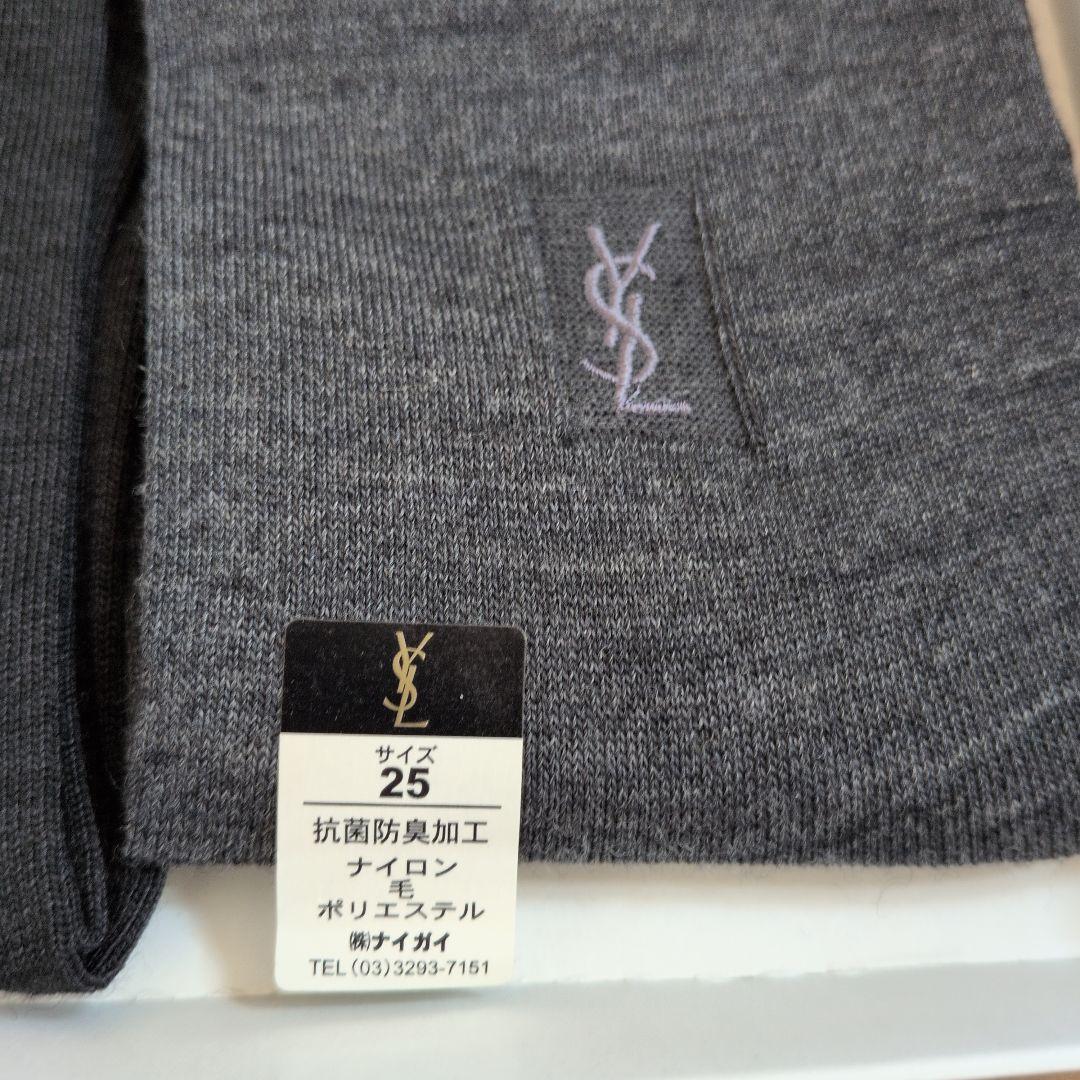 YSL
YSL
サイズ
25
抗菌防臭加工
ナイロン
毛
ポリエステル
㈱ナイガイ
TEL(03)3293-7151